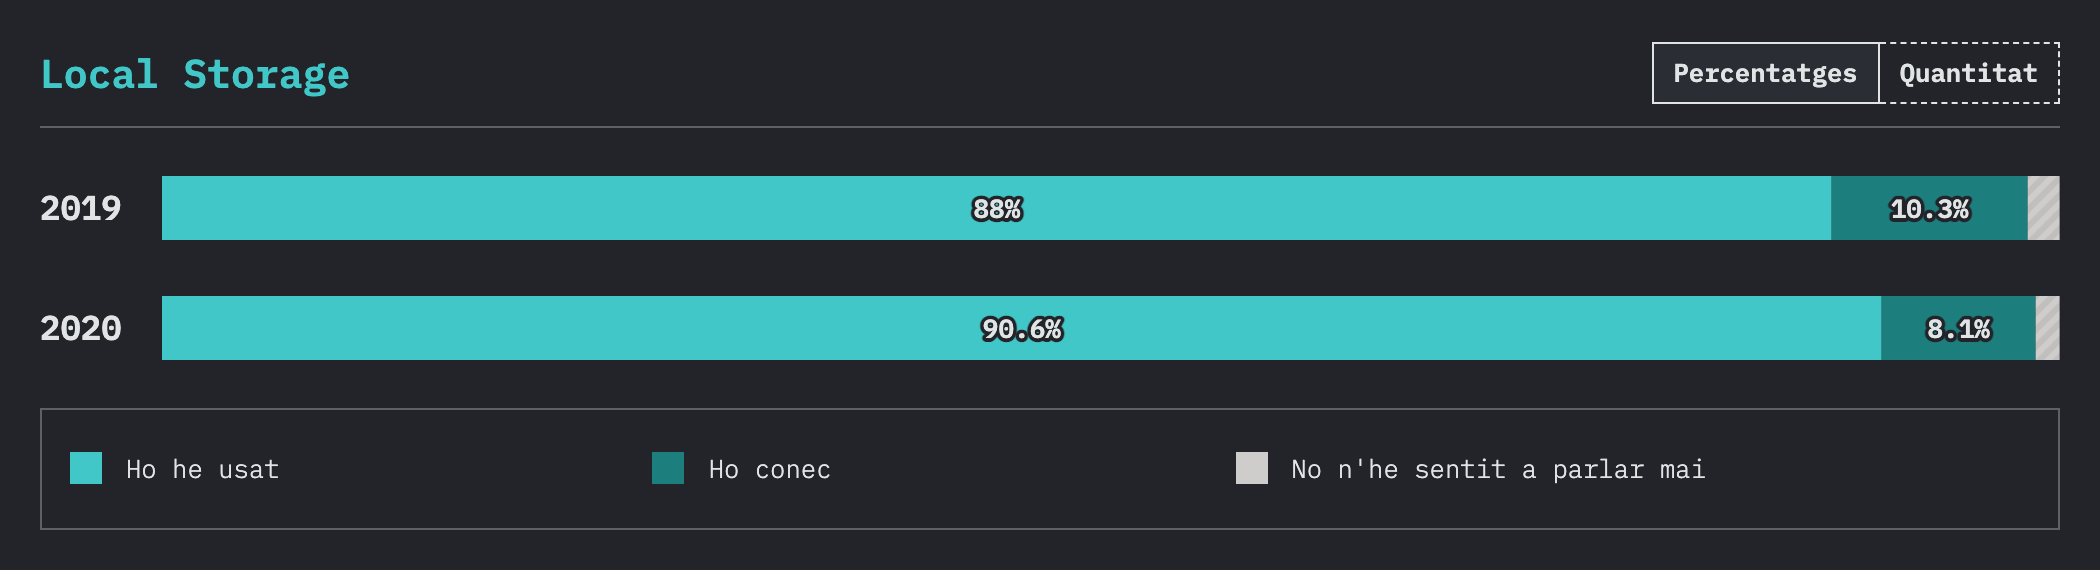 Local Storage
Percentatges Quantitat
2019 88% 10.3%
2020 90.6% 8.1%
Ho he usat Ho conec No n'he sentit a parlar mai